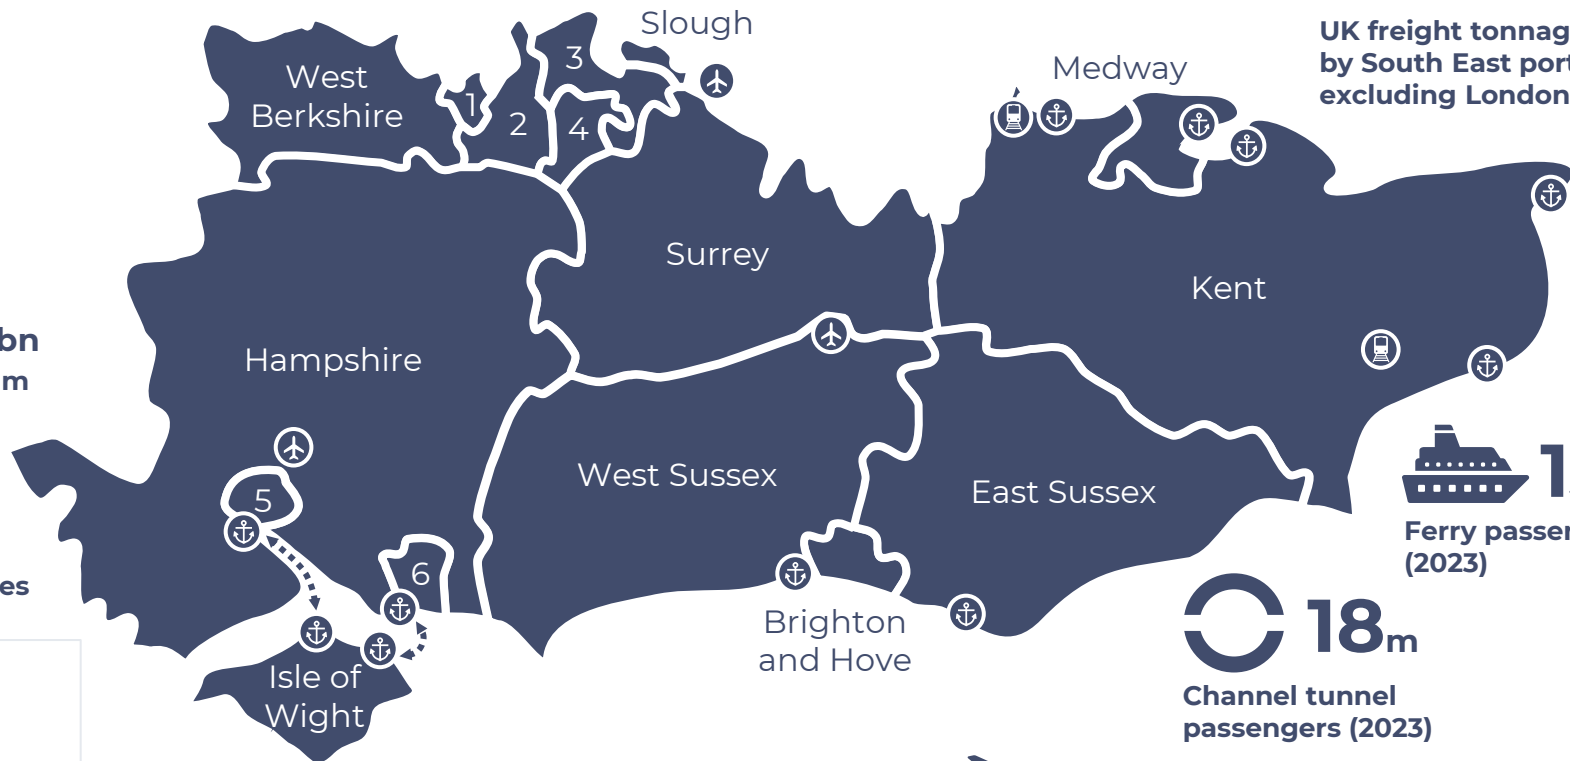 Slough
UK freight tonnag
by South East port
excluding London
West
Berkshire
3
Medway
1
2
4
Surrey
Kent
bn
m
Hampshire
West Sussex
East Sussex
5
1
Ferry passen
(2023)
es
6
Brighton
and Hove
18m
Isle of
Wight
Channel tunnel
passengers (2023)